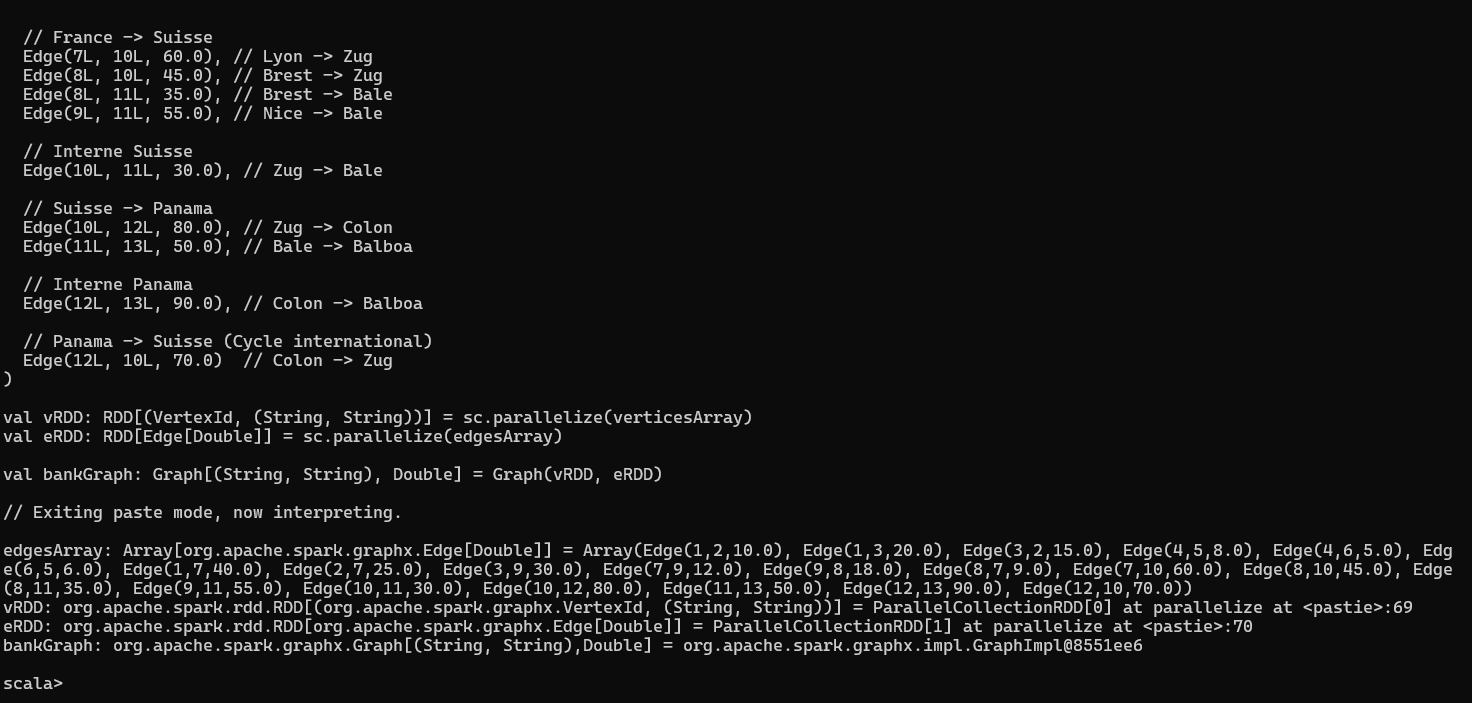 // France -> Suisse
  Edge(7L, 10L, 60.0), // Lyon -> Zug
  Edge(8L, 10L, 45.0), // Brest -> Zug
  Edge(8L, 11L, 35.0), // Brest -> Bale
  Edge(9L, 11L, 55.0), // Nice -> Bale

  // Interne Suisse
  Edge(10L, 11L, 30.0), // Zug -> Bale

  // Suisse -> Panama
  Edge(10L, 12L, 80.0), // Zug -> Colon
  Edge(11L, 13L, 50.0), // Bale -> Balboa

  // Interne Panama
  Edge(12L, 13L, 90.0), // Colon -> Balboa

  // Panama -> Suisse (Cycle international)
  Edge(12L, 10L, 70.0)  // Colon -> Zug
)

val vRDD: RDD[(VertexId, (String, String))] = sc.parallelize(verticesArray)
val eRDD: RDD[Edge[Double]] = sc.parallelize(edgesArray)

val bankGraph: Graph[(String, String), Double] = Graph(vRDD, eRDD)

// Exiting paste mode, now interpreting.

edgesArray: Array[org.apache.spark.graphx.Edge[Double]] = Array(Edge(1,2,10.0), Edge(1,3,20.0), Edge(3,2,15.0), Edge(4,5,8.0), Edge(4,6,5.0), Edg
e(6,5,6.0), Edge(1,7,40.0), Edge(2,7,25.0), Edge(3,9,30.0), Edge(7,9,12.0), Edge(9,8,18.0), Edge(8,7,9.0), Edge(7,10,60.0), Edge(8,10,45.0), Edge
(8,11,35.0), Edge(9,11,55.0), Edge(10,11,30.0), Edge(10,12,80.0), Edge(11,13,50.0), Edge(12,13,90.0), Edge(12,10,70.0))
vRDD: org.apache.spark.rdd.RDD[(org.apache.spark.graphx.VertexId, (String, String))] = ParallelCollectionRDD[0] at parallelize at <pastie>:69
eRDD: org.apache.spark.rdd.RDD[org.apache.spark.graphx.Edge[Double]] = ParallelCollectionRDD[1] at parallelize at <pastie>:70
bankGraph: org.apache.spark.graphx.Graph[(String, String),Double] = org.apache.spark.graphx.impl.GraphImpl@8551ee6

scala>